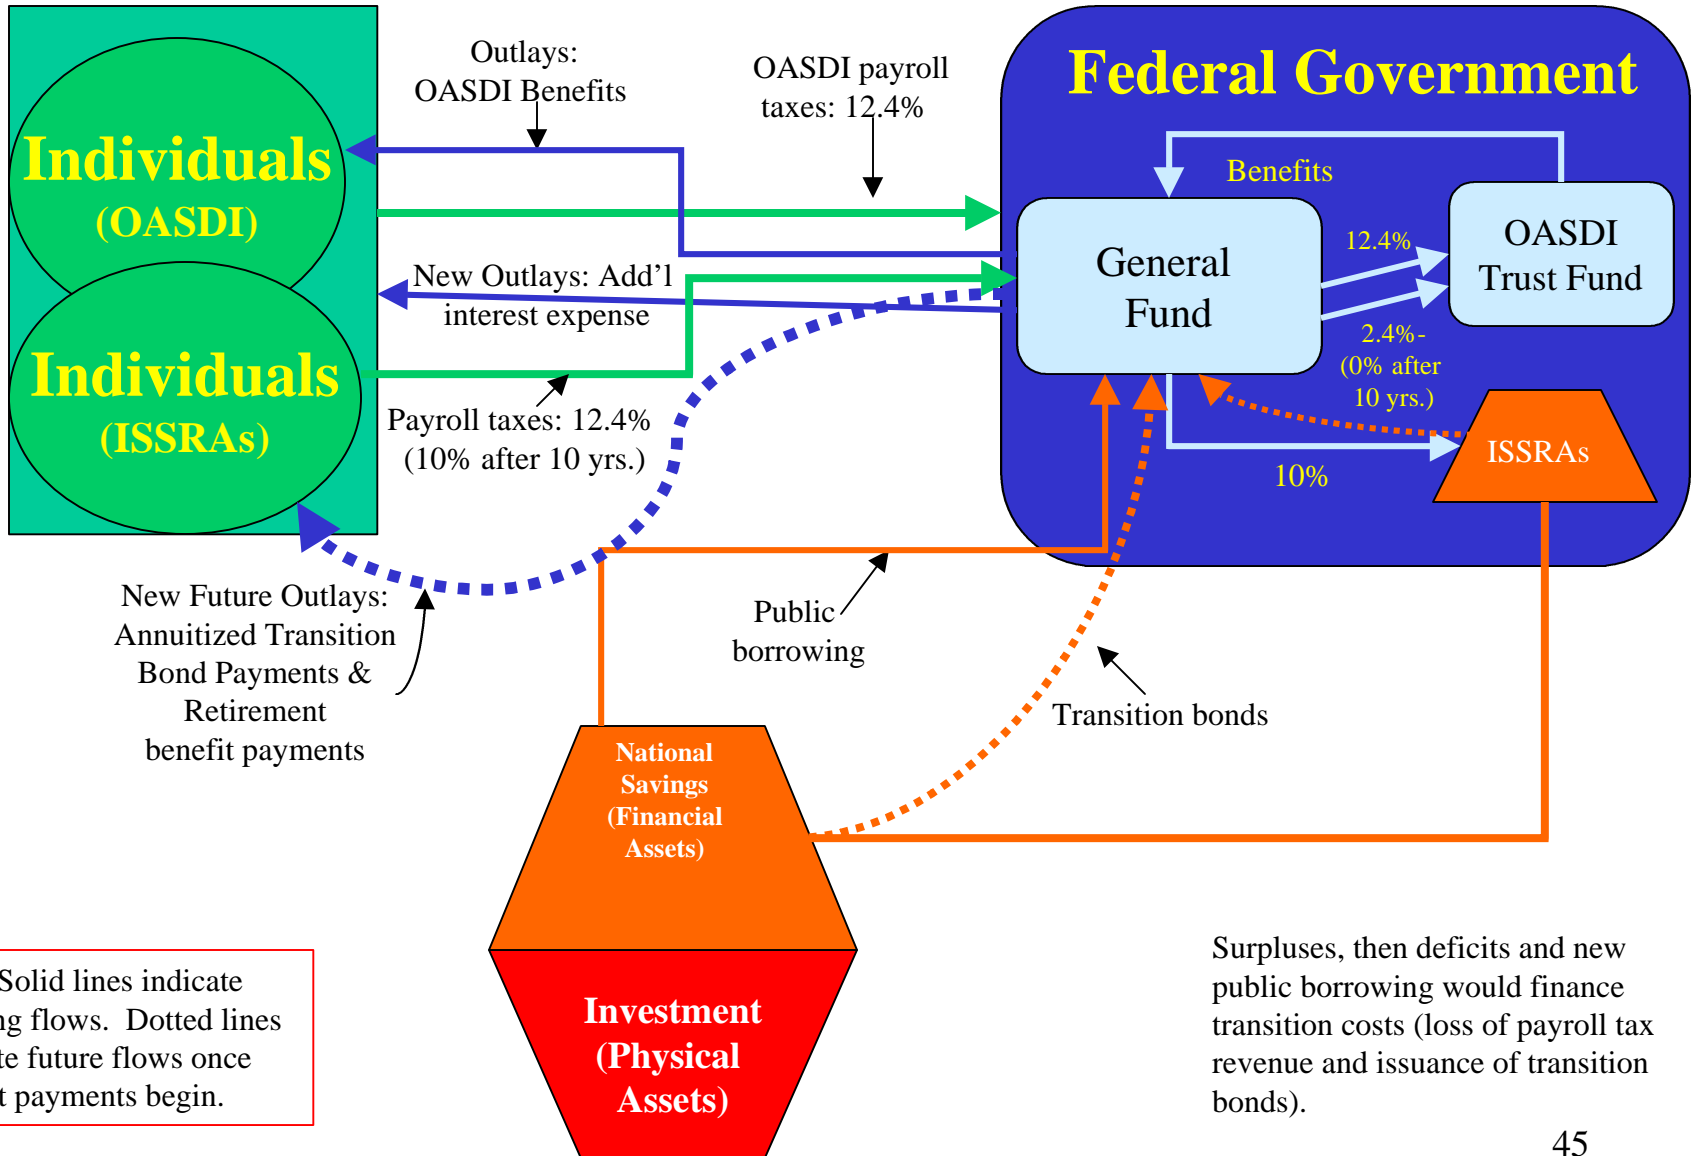 Federal Government
Outlays:
OASDI Benefits
OASDI payroll
taxes: 12.4%
Individuals
(OASDI)
Benefits
General
Fund
12.4%
OASDI
Trust Fund
New Outlays: Add’l
interest expense
2.4%-
(0% after
10 yrs.)
Individuals
(ISSRAs)
Payroll taxes: 12.4%
(10% after 10 yrs.)
10%
ISSRAs
New Future Outlays:
Annuitized Transition
Bond Payments &
Retirement
benefit payments
Public
borrowing
Transition bonds
National
Savings
(Financial
Assets)
Investment
(Physical
Assets)
Solid lines indicate
flows. Dotted lines
future flows once
payments begin.
Surpluses, then deficits and new
public borrowing would finance
transition costs (loss of payroll tax
revenue and issuance of transition
bonds).
45